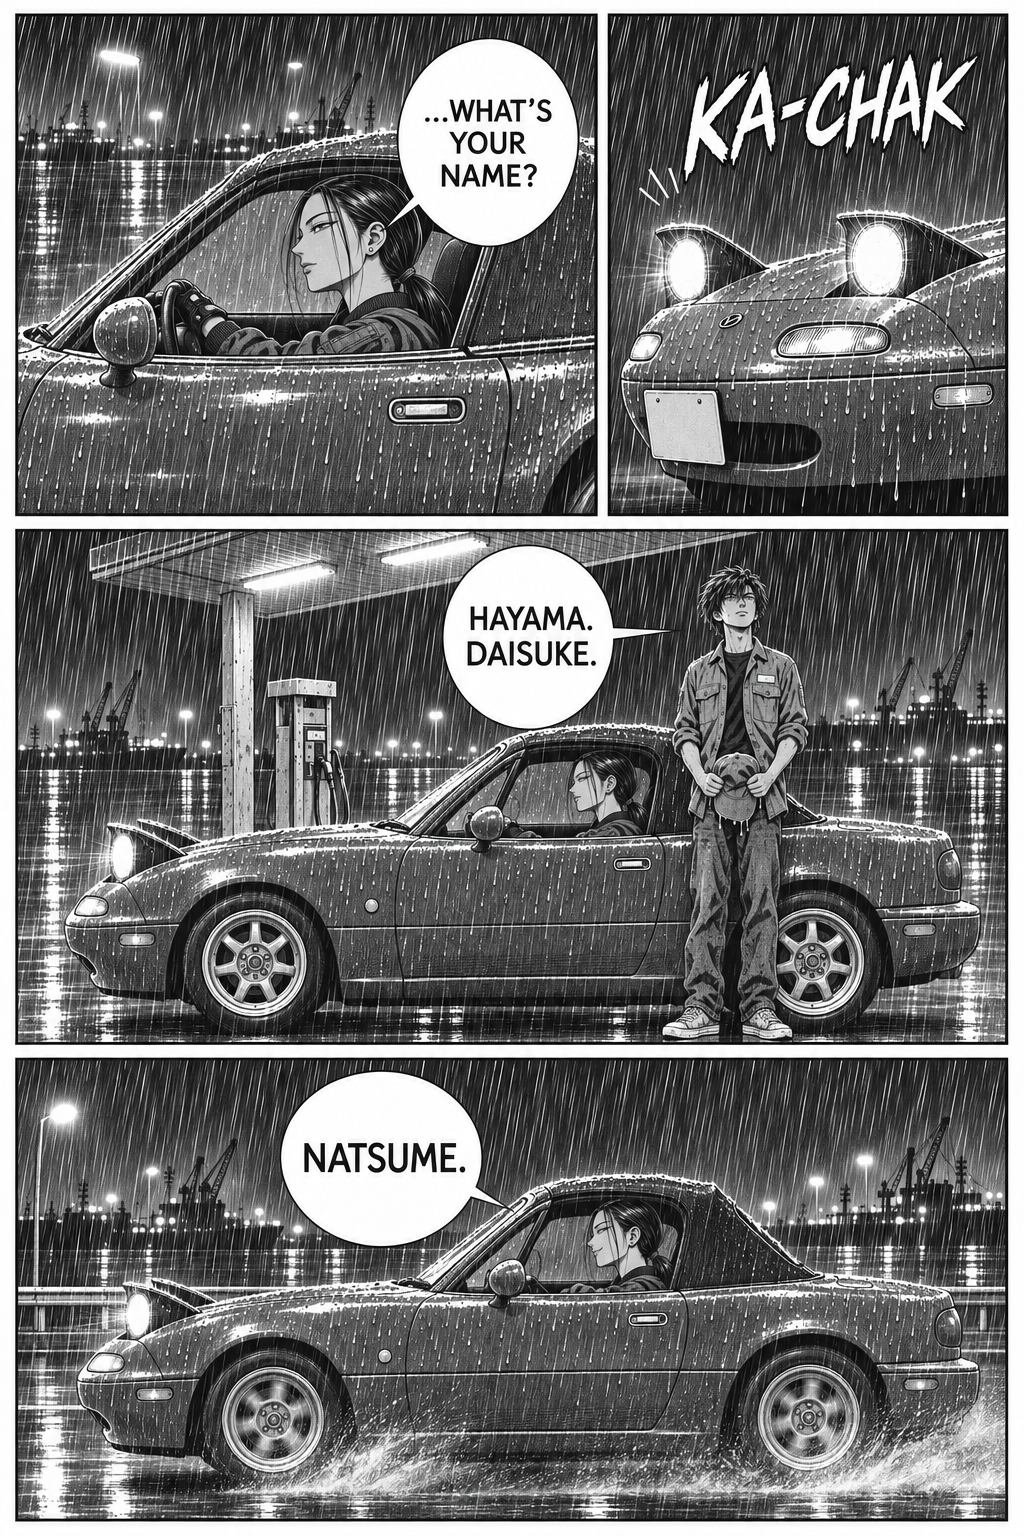 ...WHAT'S
YOUR
NAME?
KA-CHAK
HAYAMA.
DAISUKE.
NATSUME.